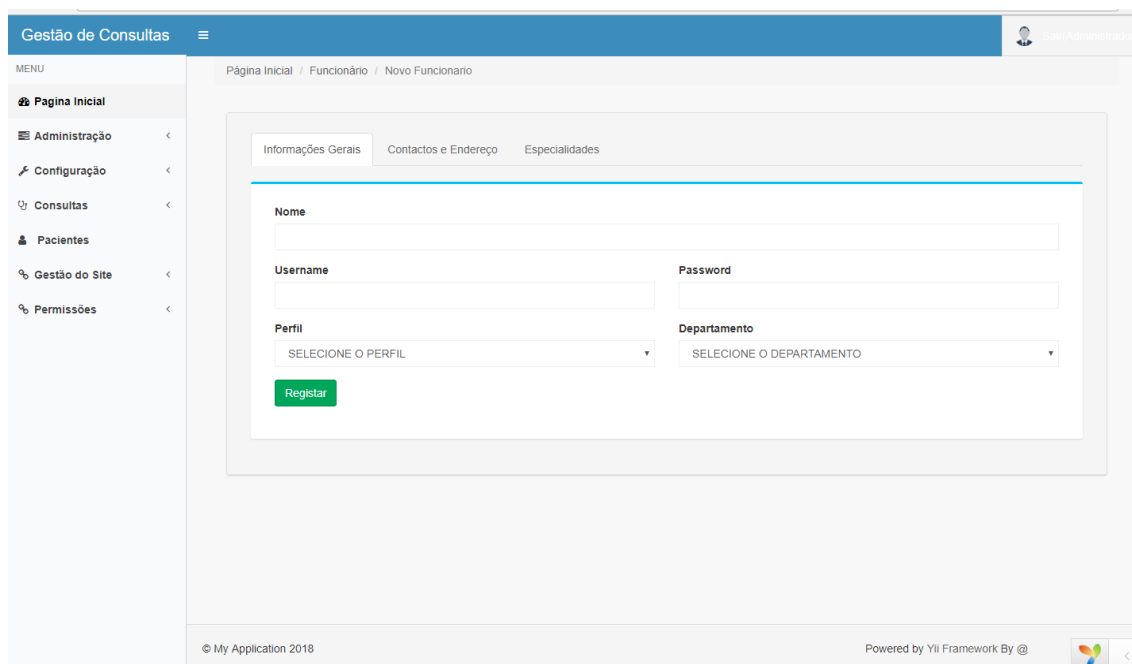 Gestão de Consultas
MENU
Pagina Inicial
Administração
Configuração
Consultas
Pacientes
Gestão do Site
Permissões
Página Inicial / Funcionário / Novo Funcionario
Informações Gerais Contactos e Endereço Especialidades
Nome
Username Password
Perfil Departamento
SELECIONE O PERFIL SELECIONE O DEPARTAMENTO
Registar
© My Application 2018 Powered by Yii Framework By @